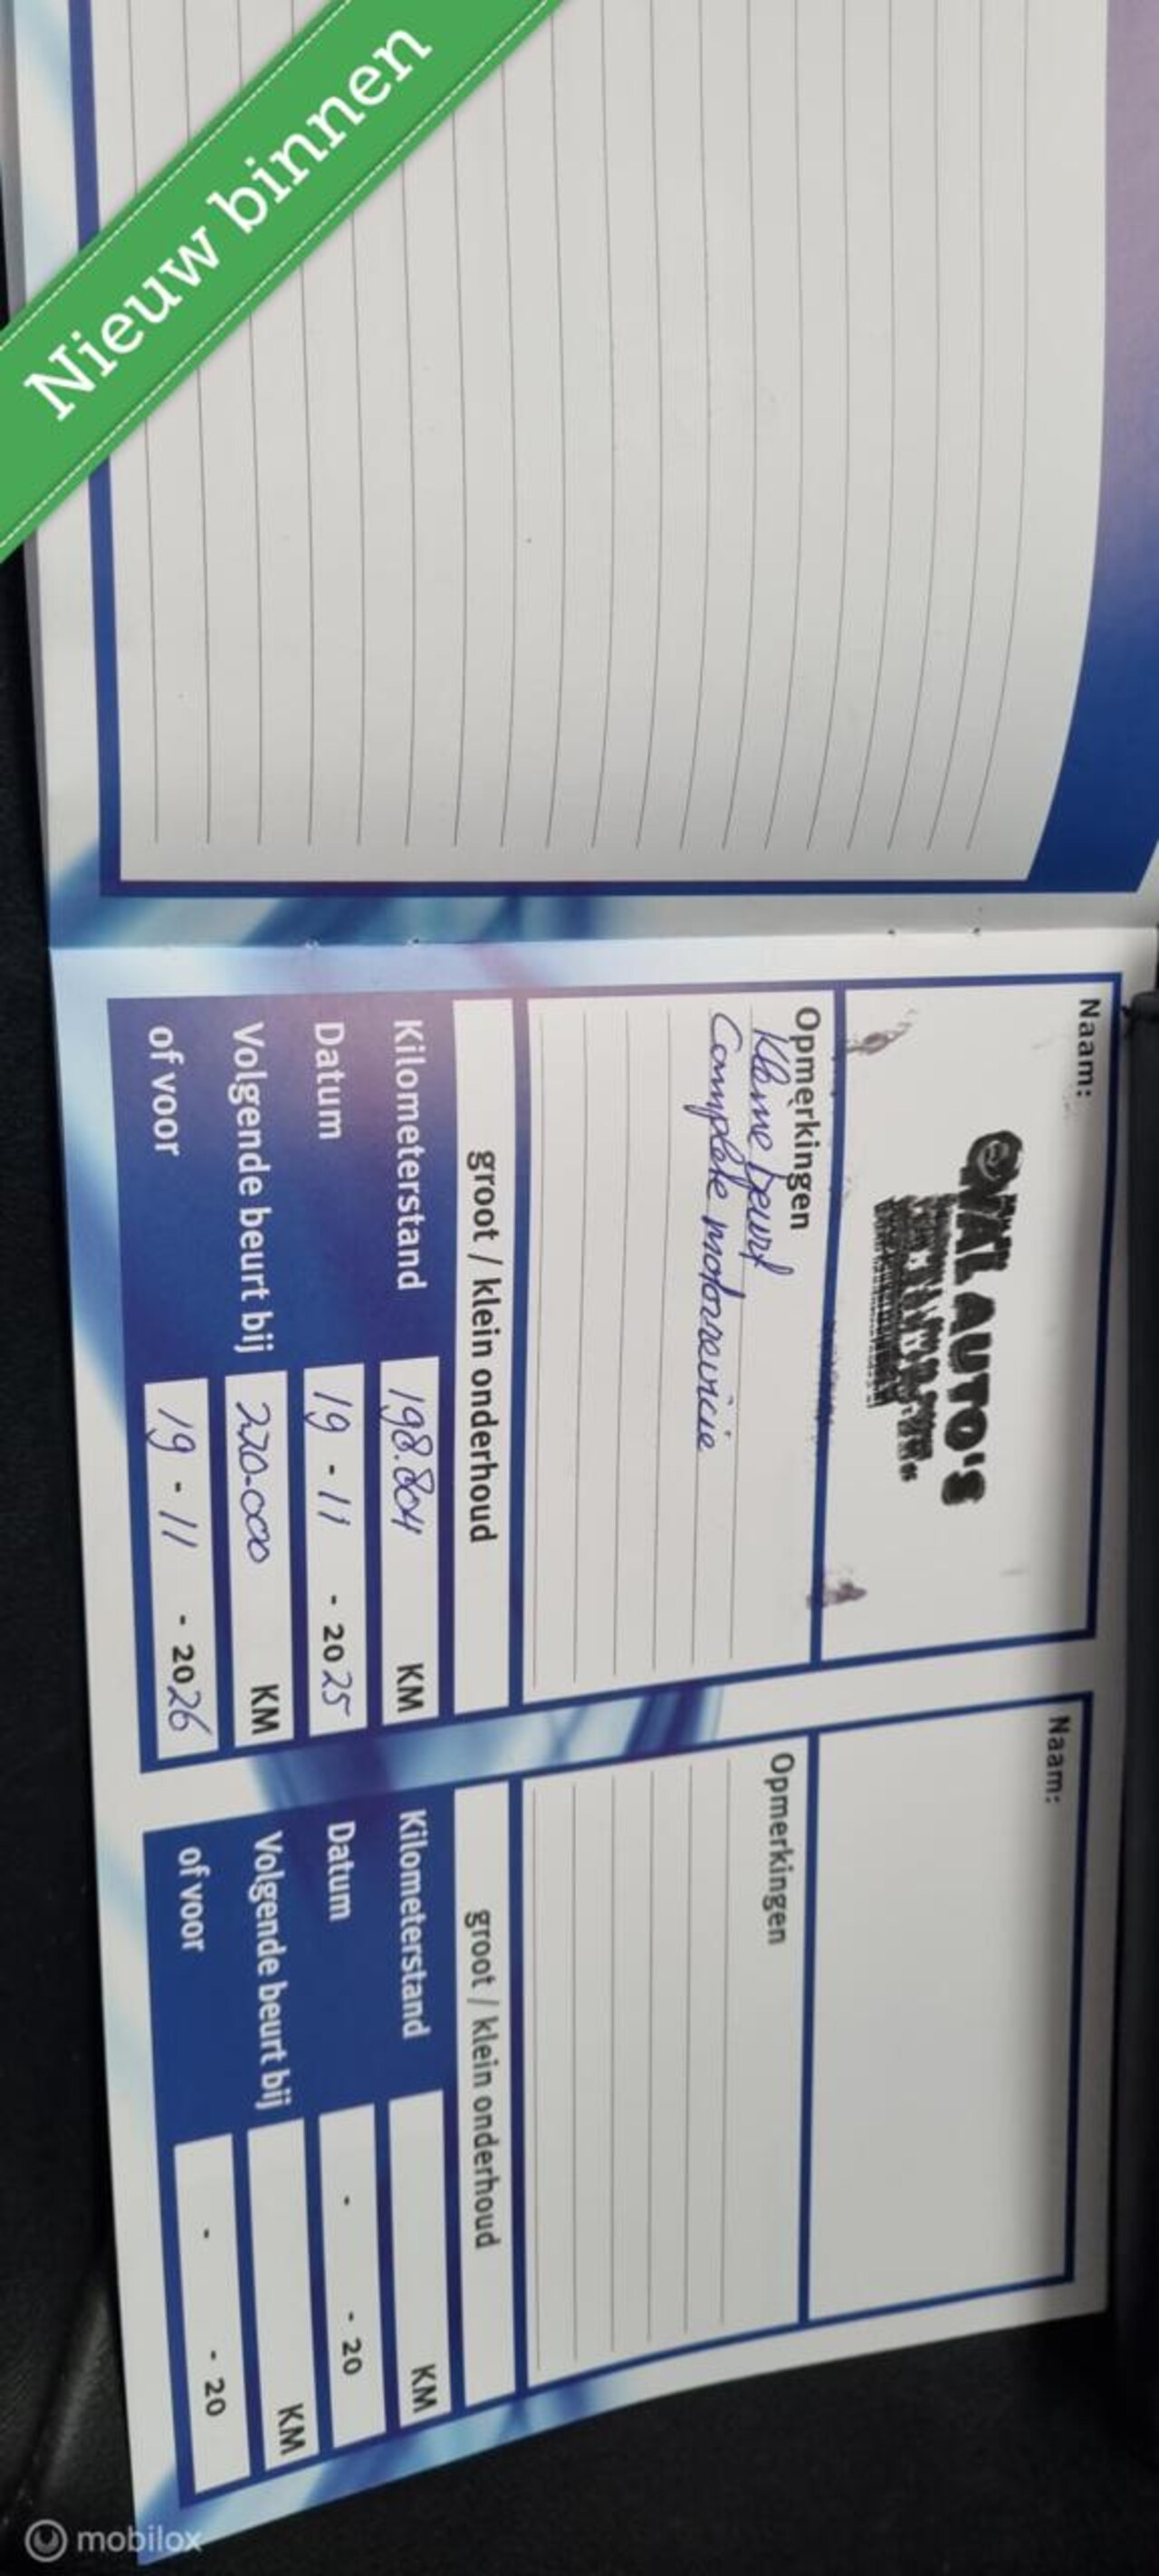 Nieuw binnen
Naam:
OVAL AUTO'S
Opmerkingen
Kleine beurt
Complete motorrevisie
groot / klein onderhoud
Kilometerstand 198.804 KM
Datum 19 - 11 - 2025
Volgende beurt bij 220.000 KM
of voor 19 - 11 - 2026
Naam:
Opmerkingen
groot / klein onderhoud
Kilometerstand KM
Datum - - 20
Volgende beurt bij KM
of voor - - 20
mobilox